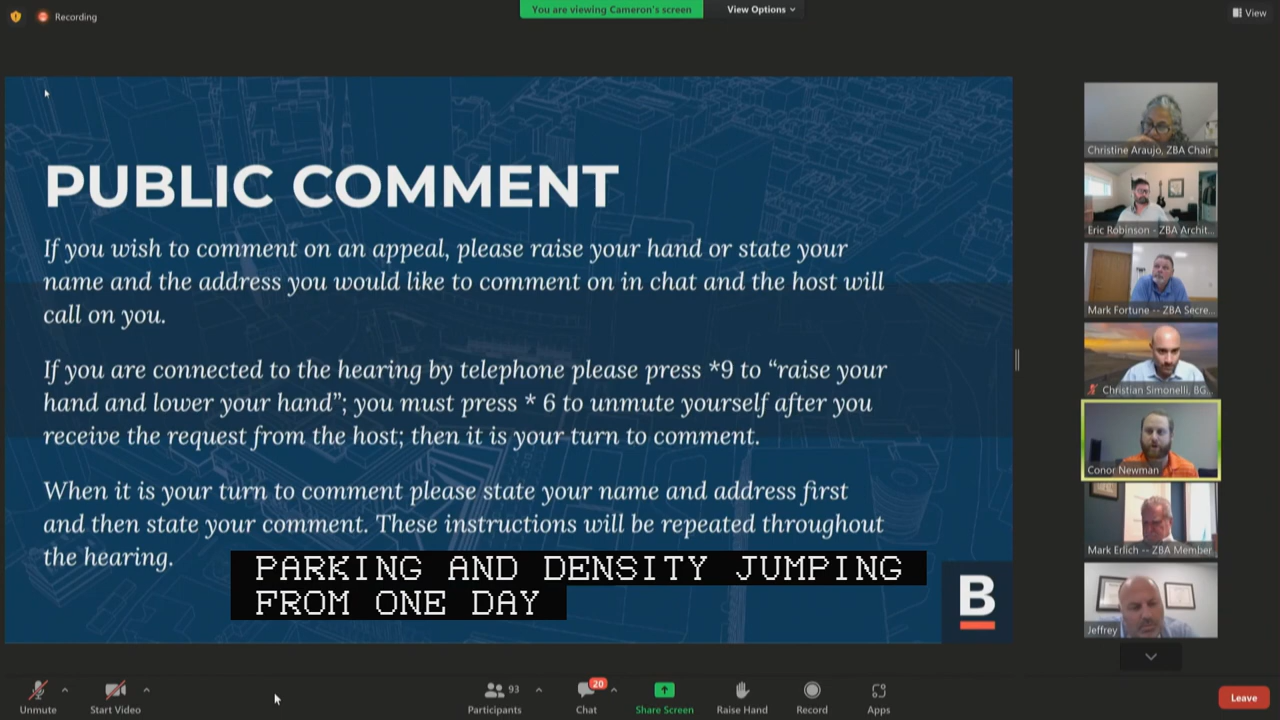 Recording
You are viewing Cameron's screen
View Options
View
PUBLIC COMMENT
If you wish to comment on an appeal, please raise your hand or state your
name and the address you would like to comment on in chat and the host will
call on you.
If you are connected to the hearing by telephone please press *9 to “raise your
hand and lower your hand”; you must press * 6 to unmute yourself after you
receive the request from the host; then it is your turn to comment.
When it is your turn to comment please state your name and address first
and then state your comment. These instructions will be repeated throughout
the hearing.
PARKING AND DENSITY JUMPING
FROM ONE DAY
B
Christine Araujo, ZBA Chair
Eric Robinson - ZBA Archit...
Mark Fortune -- ZBA Secre...
Christian Simonelli, BG...
Conor Newman
Mark Erlich -- ZBA Member
Jeffrey
Unmute
Start Video
93
Participants
20
Chat
Share Screen
Raise Hand
Record
Apps
Leave